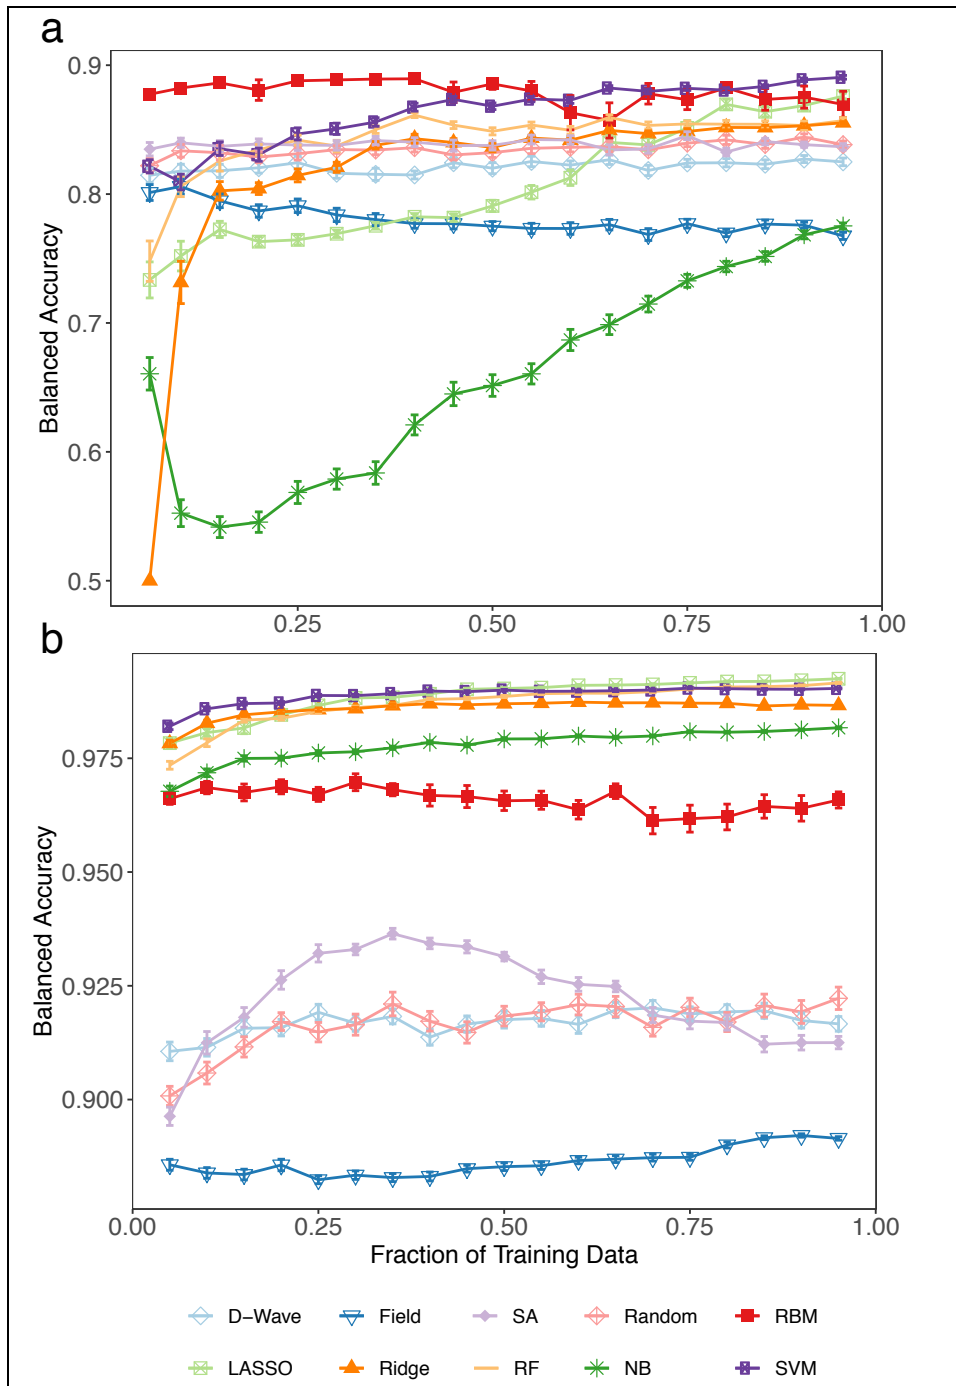 a
0.9
0.8
0.7
0.6
0.5
Balanced Accuracy
0.25
0.50
0.75
1.00
b
0.975
0.950
0.925
0.900
Balanced Accuracy
0.00
0.25
0.50
0.75
1.00
Fraction of Training Data
D-Wave
Field
SA
Random
RBM
LASSO
Ridge
RF
NB
SVM